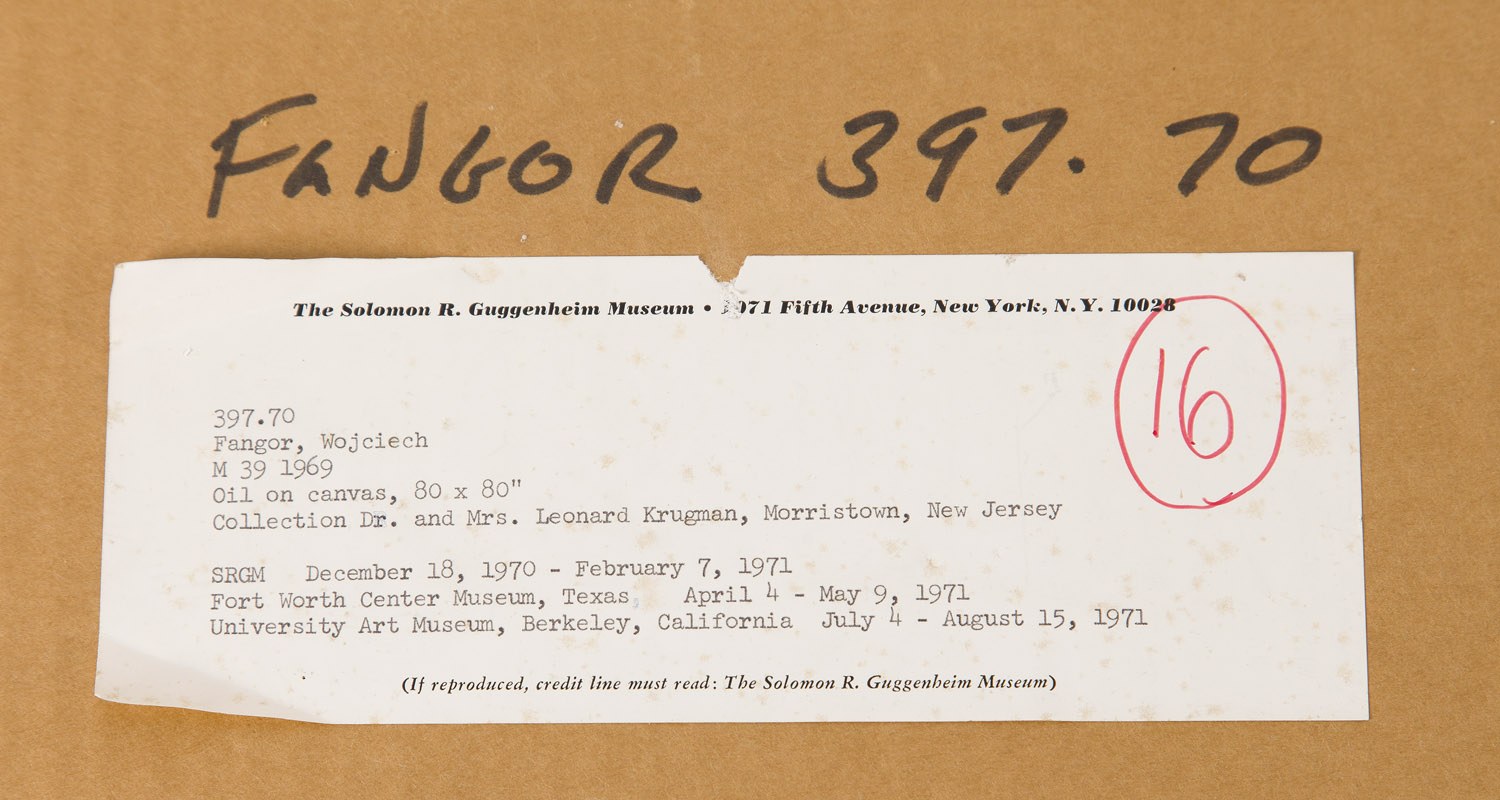 FANGOR 397.70
The Solomon R. Guggenheim Museum • 1071 Fifth Avenue, New York, N.Y. 10028
16
397.70
Fangor, Wojciech
M 39 1969
Oil on canvas, 80 x 80"
Collection Dr. and Mrs. Leonard Krugman, Morristown, New Jersey
SRGM December 18, 1970 - February 7, 1971
Fort Worth Center Museum, Texas April 4 - May 9, 1971
University Art Museum, Berkeley, California July 4 - August 15, 1971
(If reproduced, credit line must read: The Solomon R. Guggenheim Museum)